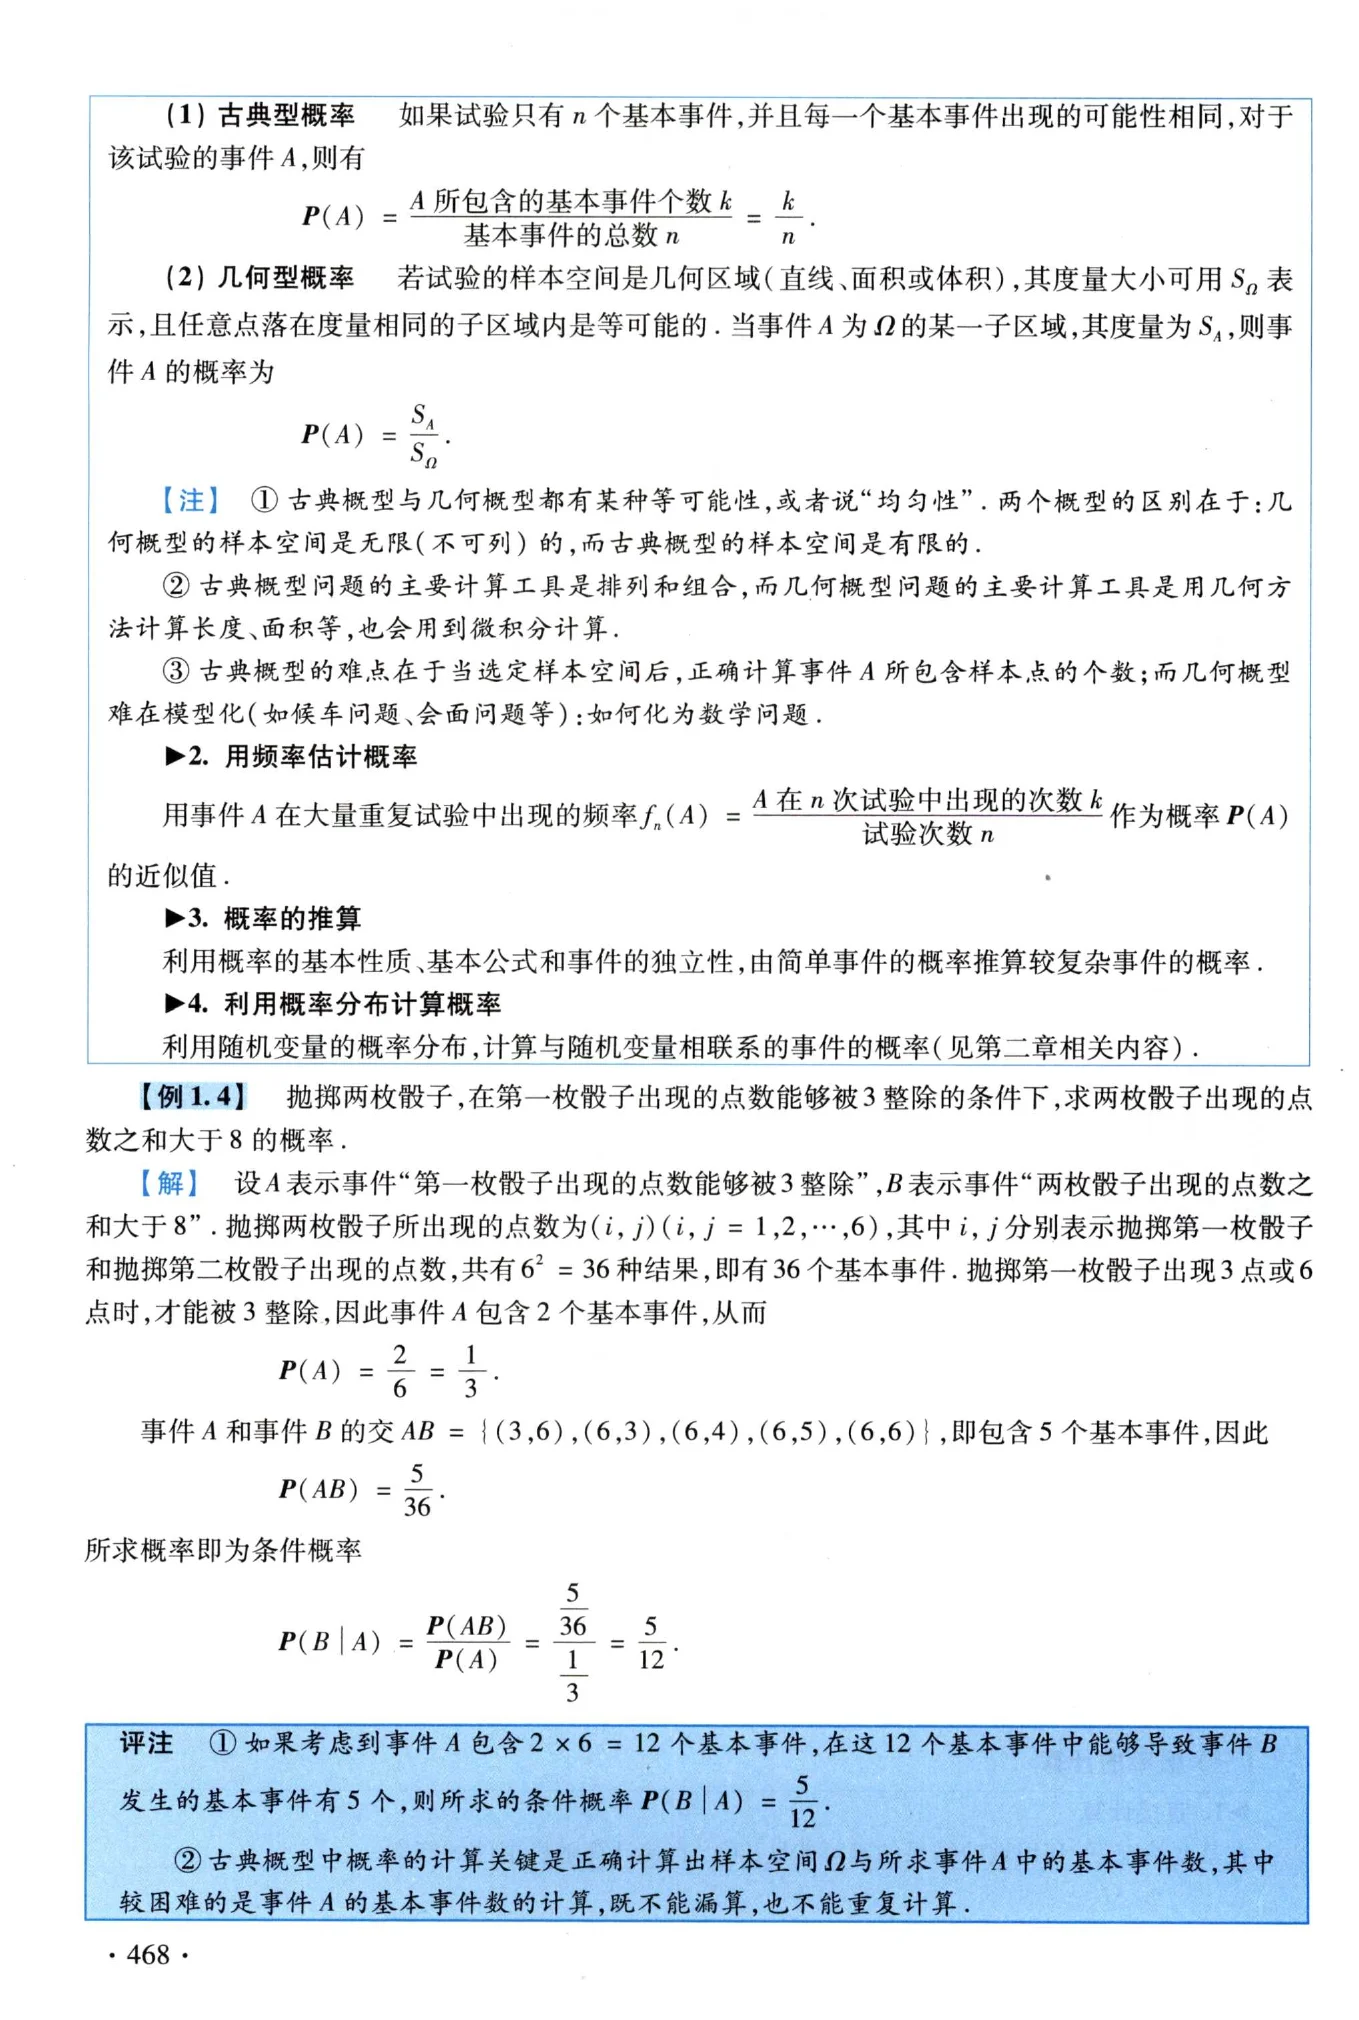 (1) 古典型概率 如果试验只有 n 个基本事件,并且每一个基本事件出现的可能性相同,对于
该试验的事件 A,则有
P(A) = A 所包含的基本事件个数 k / 基本事件的总数 n = k/n .
(2) 几何型概率 若试验的样本空间是几何区域(直线、面积或体积),其度量大小可用 S_Ω 表
示,且任意点落在度量相同的子区域内是等可能的 . 当事件 A 为 Ω 的某一子区域,其度量为 S_A,则事
件 A 的概率为
P(A) = S_A/S_Ω .
【注】 ① 古典概型与几何概型都有某种等可能性,或者说“均匀性” . 两个概型的区别在于:几
何概型的样本空间是无限(不可列)的,而古典概型的样本空间是有限的 .
② 古典概型问题的主要计算工具是排列和组合,而几何概型问题的主要计算工具是用几何方
法计算长度、面积等,也会用到微积分计算 .
③ 古典概型的难点在于当选定样本空间后,正确计算事件 A 所包含样本点的个数;而几何概型
难在模型化(如候车问题、会面问题等):如何化为数学问题 .
▶2. 用频率估计概率
用事件 A 在大量重复试验中出现的频率 f_n(A) = A 在 n 次试验中出现的次数 k / 试验次数 n 作为概率 P(A)
的近似值 .
▶3. 概率的推算
利用概率的基本性质、基本公式和事件的独立性,由简单事件的概率推算较复杂事件的概率 .
▶4. 利用概率分布计算概率
利用随机变量的概率分布,计算与随机变量相联系的事件的概率(见第二章相关内容) .
【例 1.4】 抛掷两枚骰子,在第一枚骰子出现的点数能够被 3 整除的条件下,求两枚骰子出现的点
数之和大于 8 的概率 .
【解】 设 A 表示事件“第一枚骰子出现的点数能够被 3 整除”,B 表示事件“两枚骰子出现的点数之
和大于 8” . 抛掷两枚骰子所出现的点数为(i, j)(i, j = 1,2,⋯,6),其中 i, j 分别表示抛掷第一枚骰子
和抛掷第二枚骰子出现的点数,共有 6² = 36 种结果,即有 36 个基本事件 . 抛掷第一枚骰子出现 3 点或 6
点时,才能被 3 整除,因此事件 A 包含 2 个基本事件,从而
P(A) = 2/6 = 1/3 .
事件 A 和事件 B 的交 AB = {(3,6),(6,3),(6,4),(6,5),(6,6)},即包含 5 个基本事件,因此
P(AB) = 5/36 .
所求概率即为条件概率
P(B|A) = P(AB)/P(A) = (5/36)/(1/3) = 5/12 .
评注 ① 如果考虑到事件 A 包含 2 × 6 = 12 个基本事件,在这 12 个基本事件中能够导致事件 B
发生的基本事件有 5 个,则所求的条件概率 P(B|A) = 5/12 .
② 古典概型中概率的计算关键是正确计算出样本空间 Ω 与所求事件 A 中的基本事件数,其中
较困难的是事件 A 的基本事件数的计算,既不能漏算,也不能重复计算 .
· 468 ·